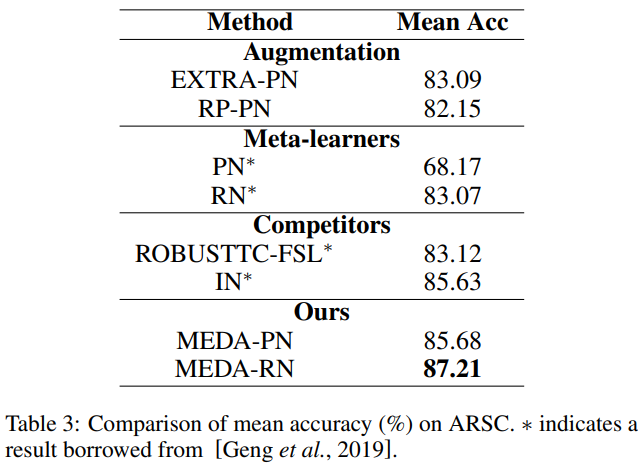 Method Mean Acc
Augmentation
EXTRA-PN 83.09
RP-PN 82.15
Meta-learners
PN* 68.17
RN* 83.07
Competitors
ROBUSTTC-FSL* 83.12
IN* 85.63
Ours
MEDA-PN 85.68
MEDA-RN 87.21
Table 3: Comparison of mean accuracy (%) on ARSC. * indicates a
result borrowed from [Geng et al., 2019].